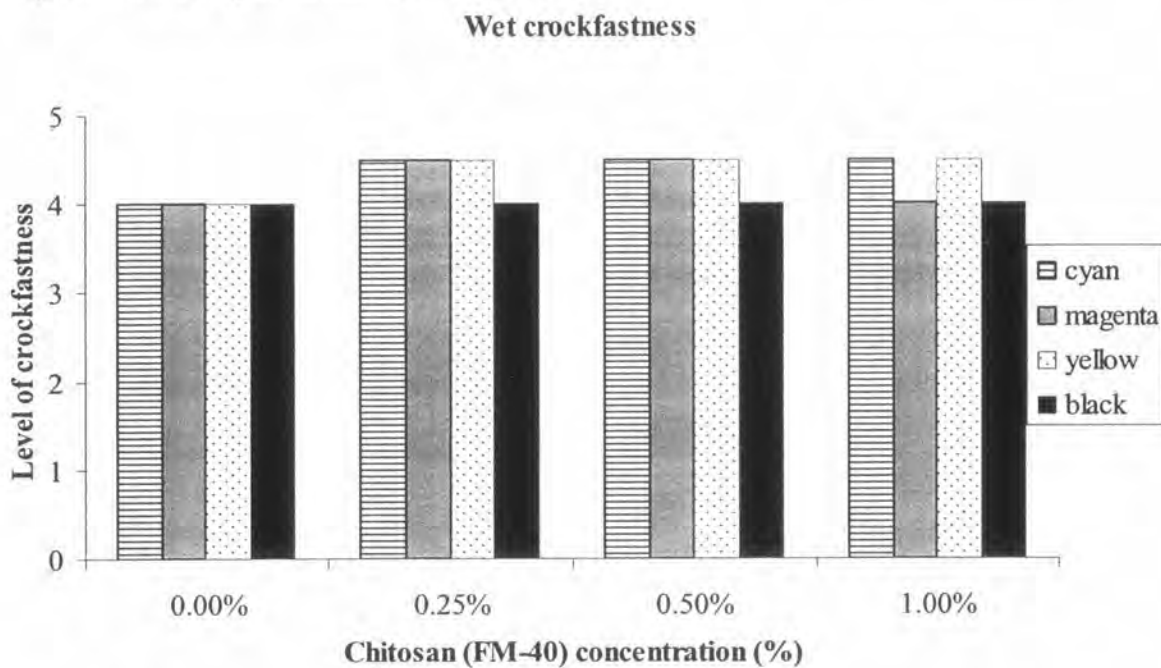 Wet crockfastness
5
4
3
2
1
0
Level of crockfastness
0.00%
0.25%
0.50%
1.00%
Chitosan (FM-40) concentration (%)
cyan
magenta
yellow
black